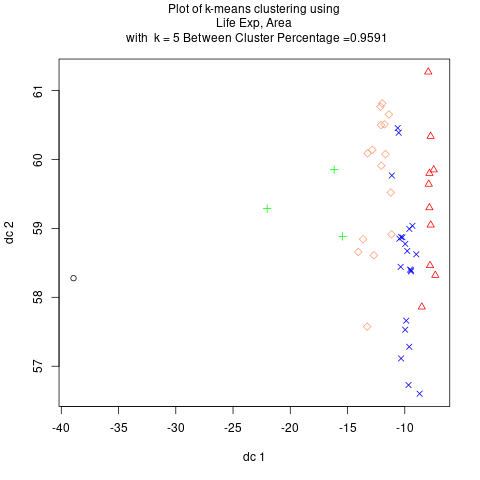 Plot of k-means clustering using
Life Exp, Area
with  k = 5 Between Cluster Percentage =0.9591
61
60
59
58
57
dc 2
-40 -35 -30 -25 -20 -15 -10
dc 1